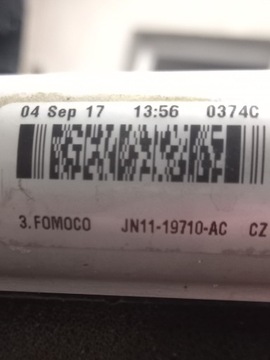 04 Sep 17 13:56 0374C
3.FOMOCO JN11-19710-AC CZ